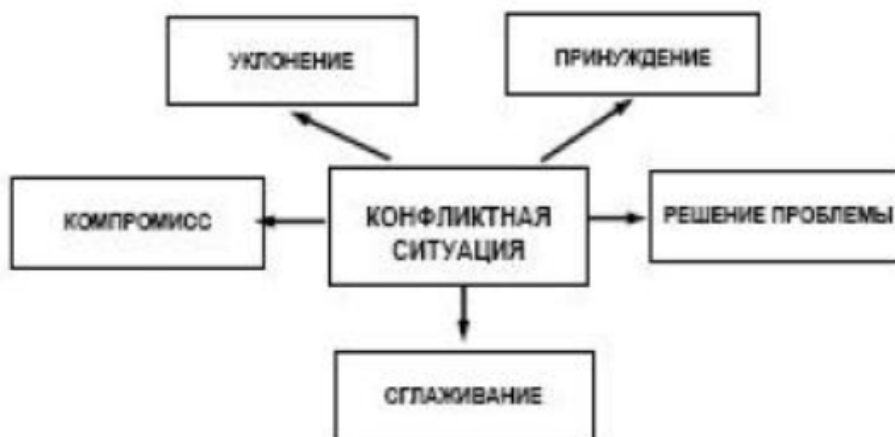 УКЛОНЕНИЕ
ПРИНУЖДЕНИЕ
КОМПРОМИСС
КОНФЛИКТНАЯ
СИТУАЦИЯ
РЕШЕНИЕ ПРОБЛЕМЫ
СГЛАЖИВАНИЕ